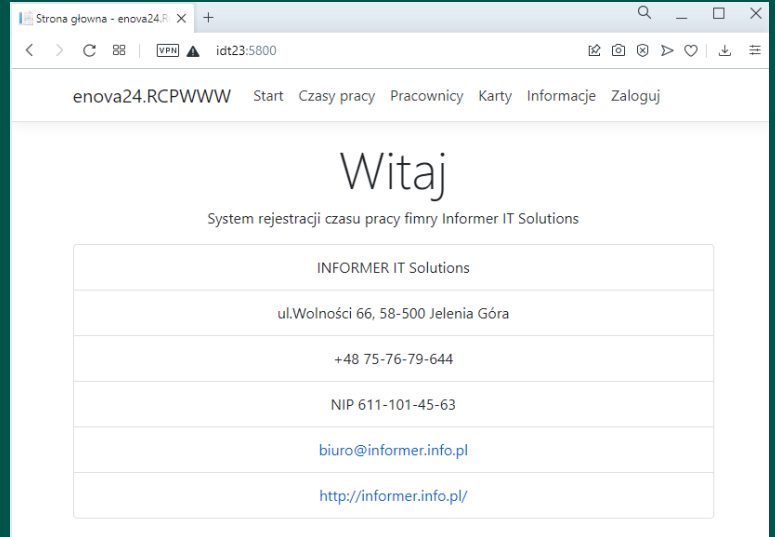 Strona główna - enova24.R
VPN idt23:5800
enova24.RCPWWW Start Czasy pracy Pracownicy Karty Informacje Zaloguj
Witaj
System rejestracji czasu pracy fimry Informer IT Solutions
INFORMER IT Solutions
ul.Wolności 66, 58-500 Jelenia Góra
+48 75-76-79-644
NIP 611-101-45-63
biuro@informer.info.pl
http://informer.info.pl/